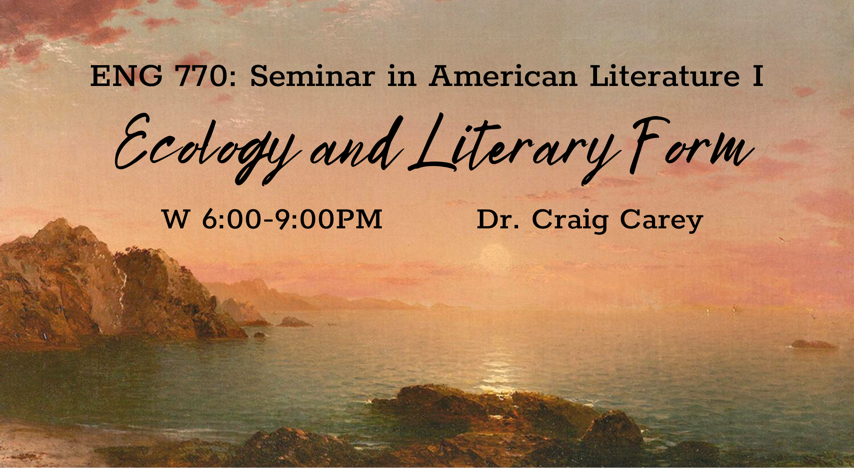 ENG 770: Seminar in American Literature I
Ecology and Literary Form
W 6:00-9:00PM
Dr. Craig Carey